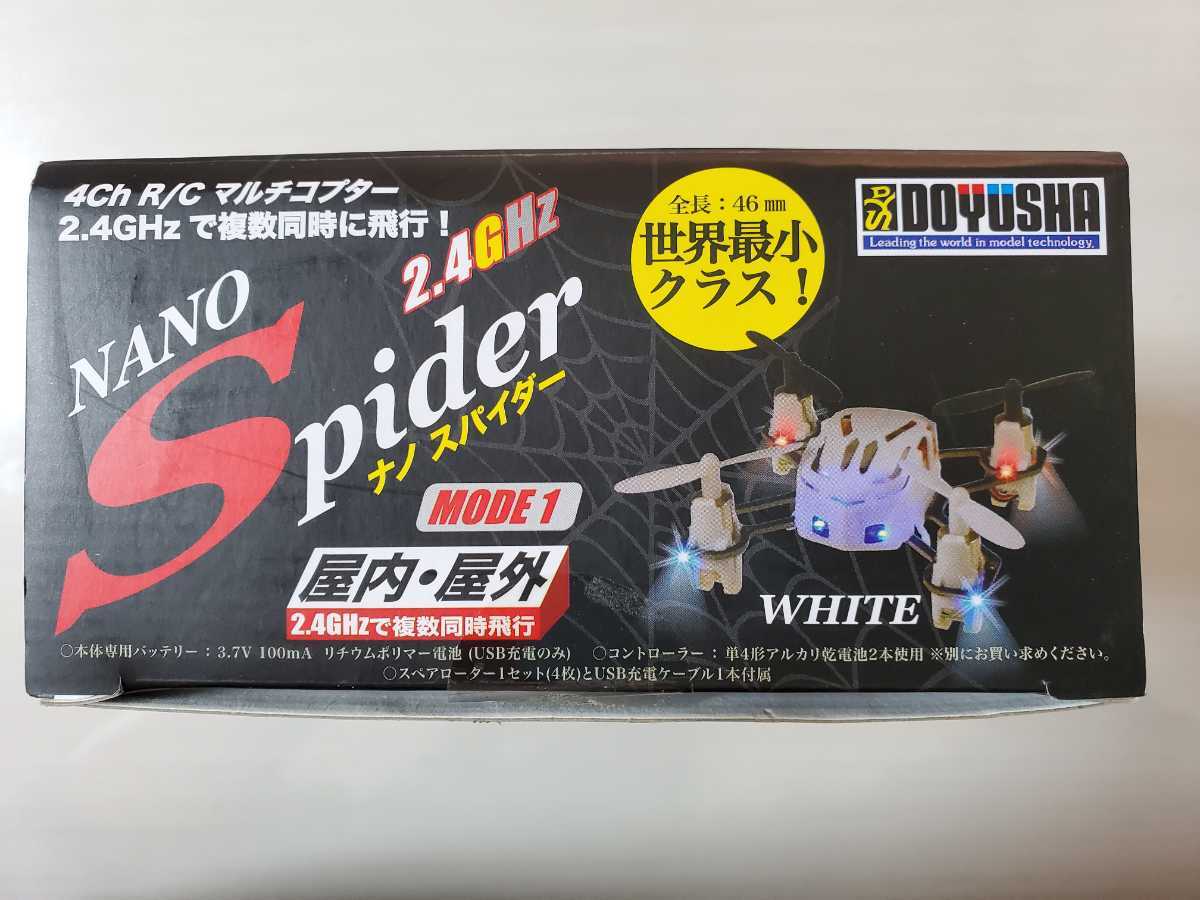 4Ch R/C マルチコプター
2.4GHz で複数同時に飛行！
全長：46㎜
世界最小
クラス！
DOYUSHA
Leading the world in model technology.
2.4GHz
NANO
Spider
ナノ スパイダー
MODE 1
屋内・屋外
2.4GHzで複数同時飛行
WHITE
○本体専用バッテリー：3.7V 100mA リチウムポリマー電池 (USB充電のみ) ○コントローラー：単4形アルカリ乾電池2本使用 ※別にお買い求めください。
○スペアローター1セット(4枚)とUSB充電ケーブル1本付属